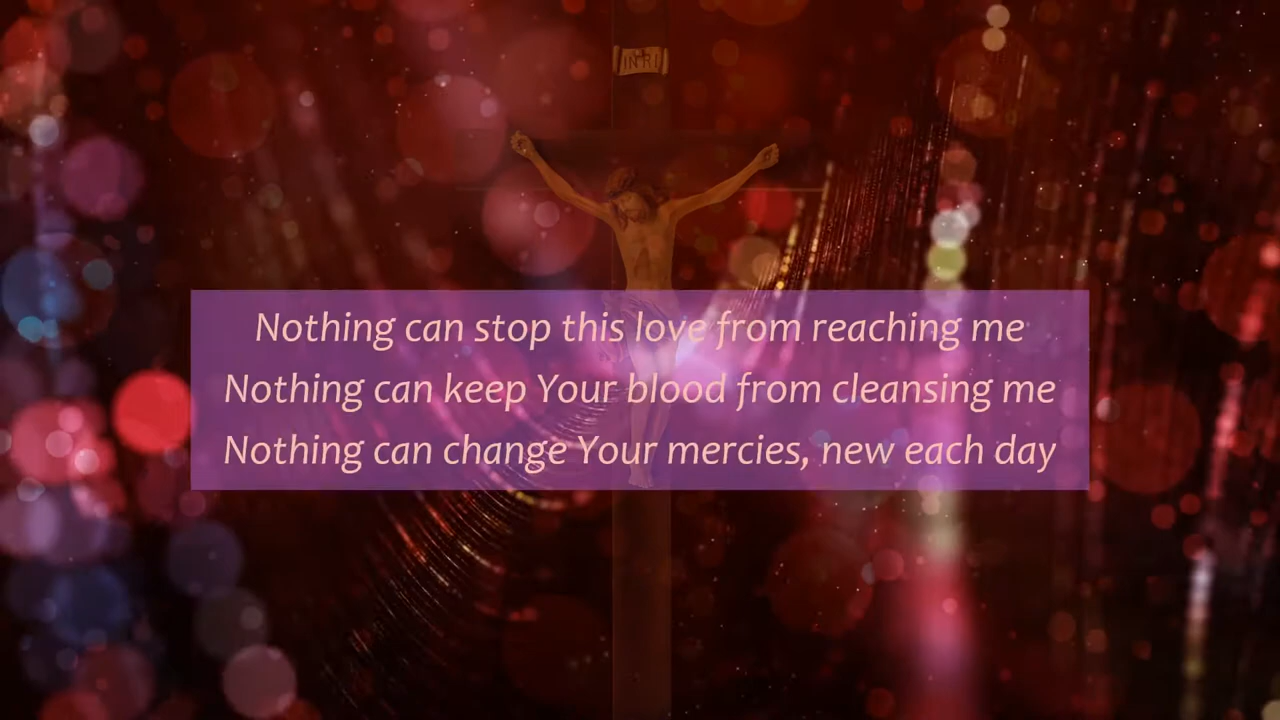 INRI
Nothing can stop this love from reaching me
Nothing can keep Your blood from cleansing me
Nothing can change Your mercies, new each day